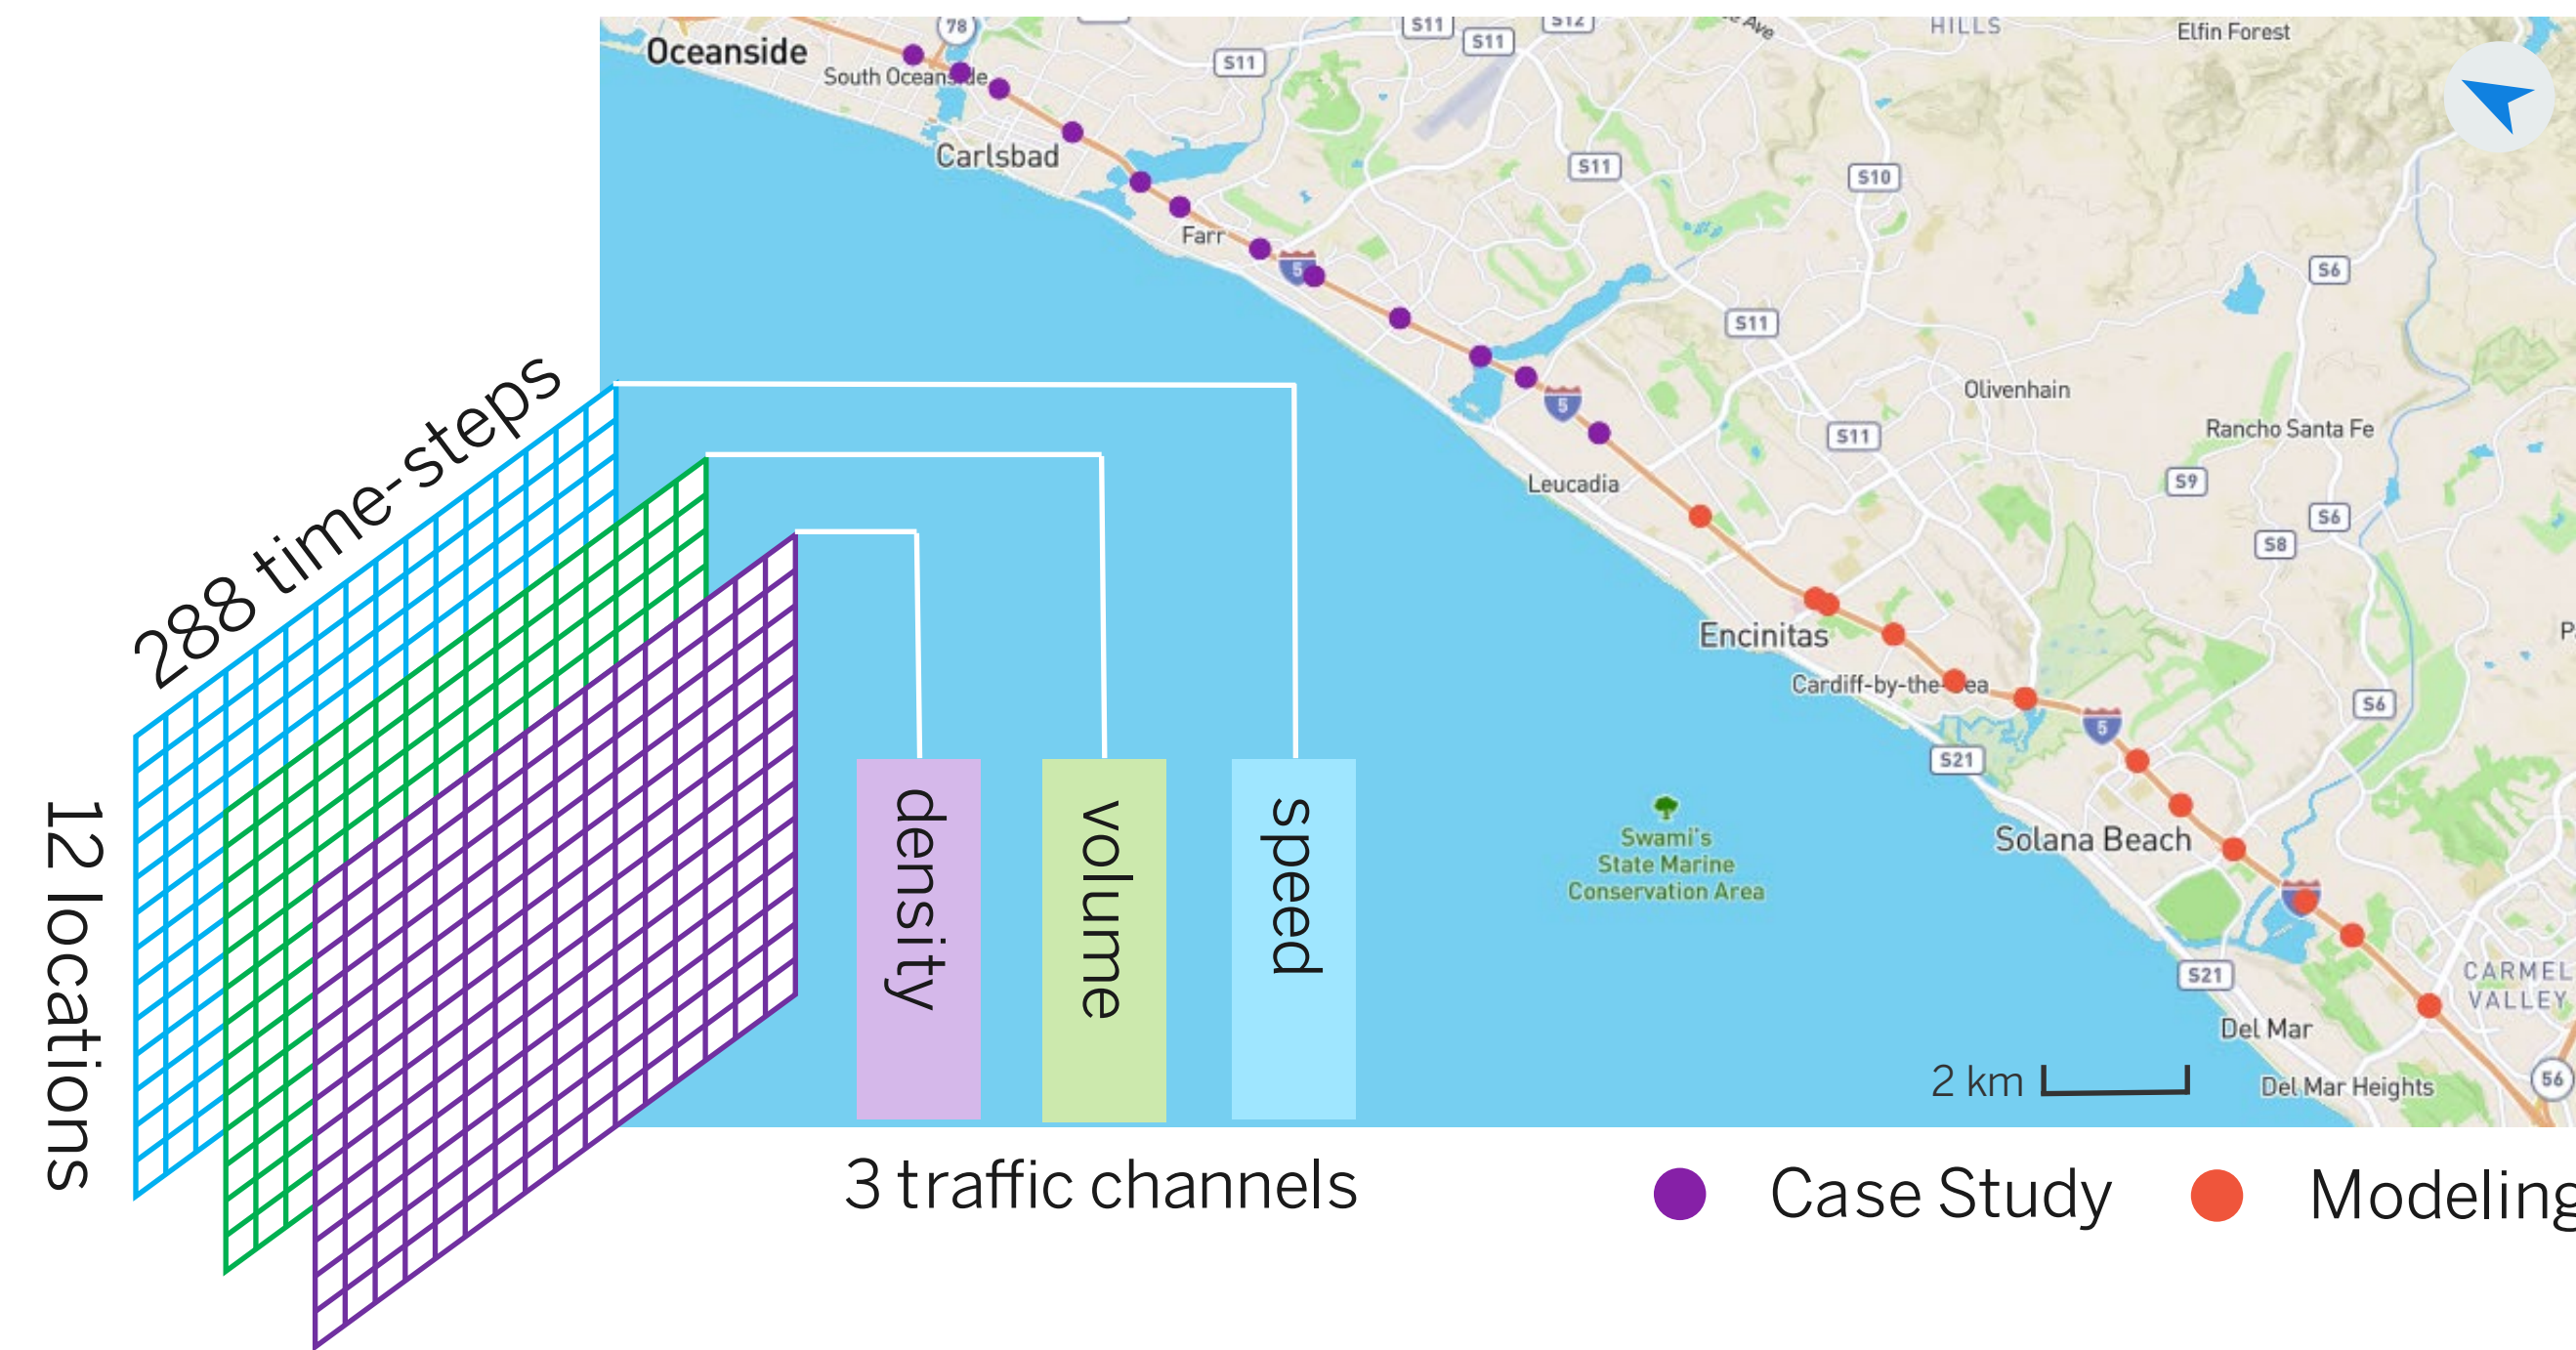 78
S11
S12
S11
e Ave
HILLS
Elfin Forest
Oceanside
S11
South Oceanside
Carlsbad
S11
S10
Farr
5
S6
S11
5
Olivenhain
S11
Rancho Santa Fe
Leucadia
S9
S6
S8
Encinitas
Cardiff-by-the-Sea
S6
5
S21
Solana Beach
Swami's
State Marine
Conservation Area
S21
CARMEL
VALLEY
Del Mar
2 km
Del Mar Heights
56
288 time-steps
12 locations
density
volume
speed
3 traffic channels
Case Study
Modeling